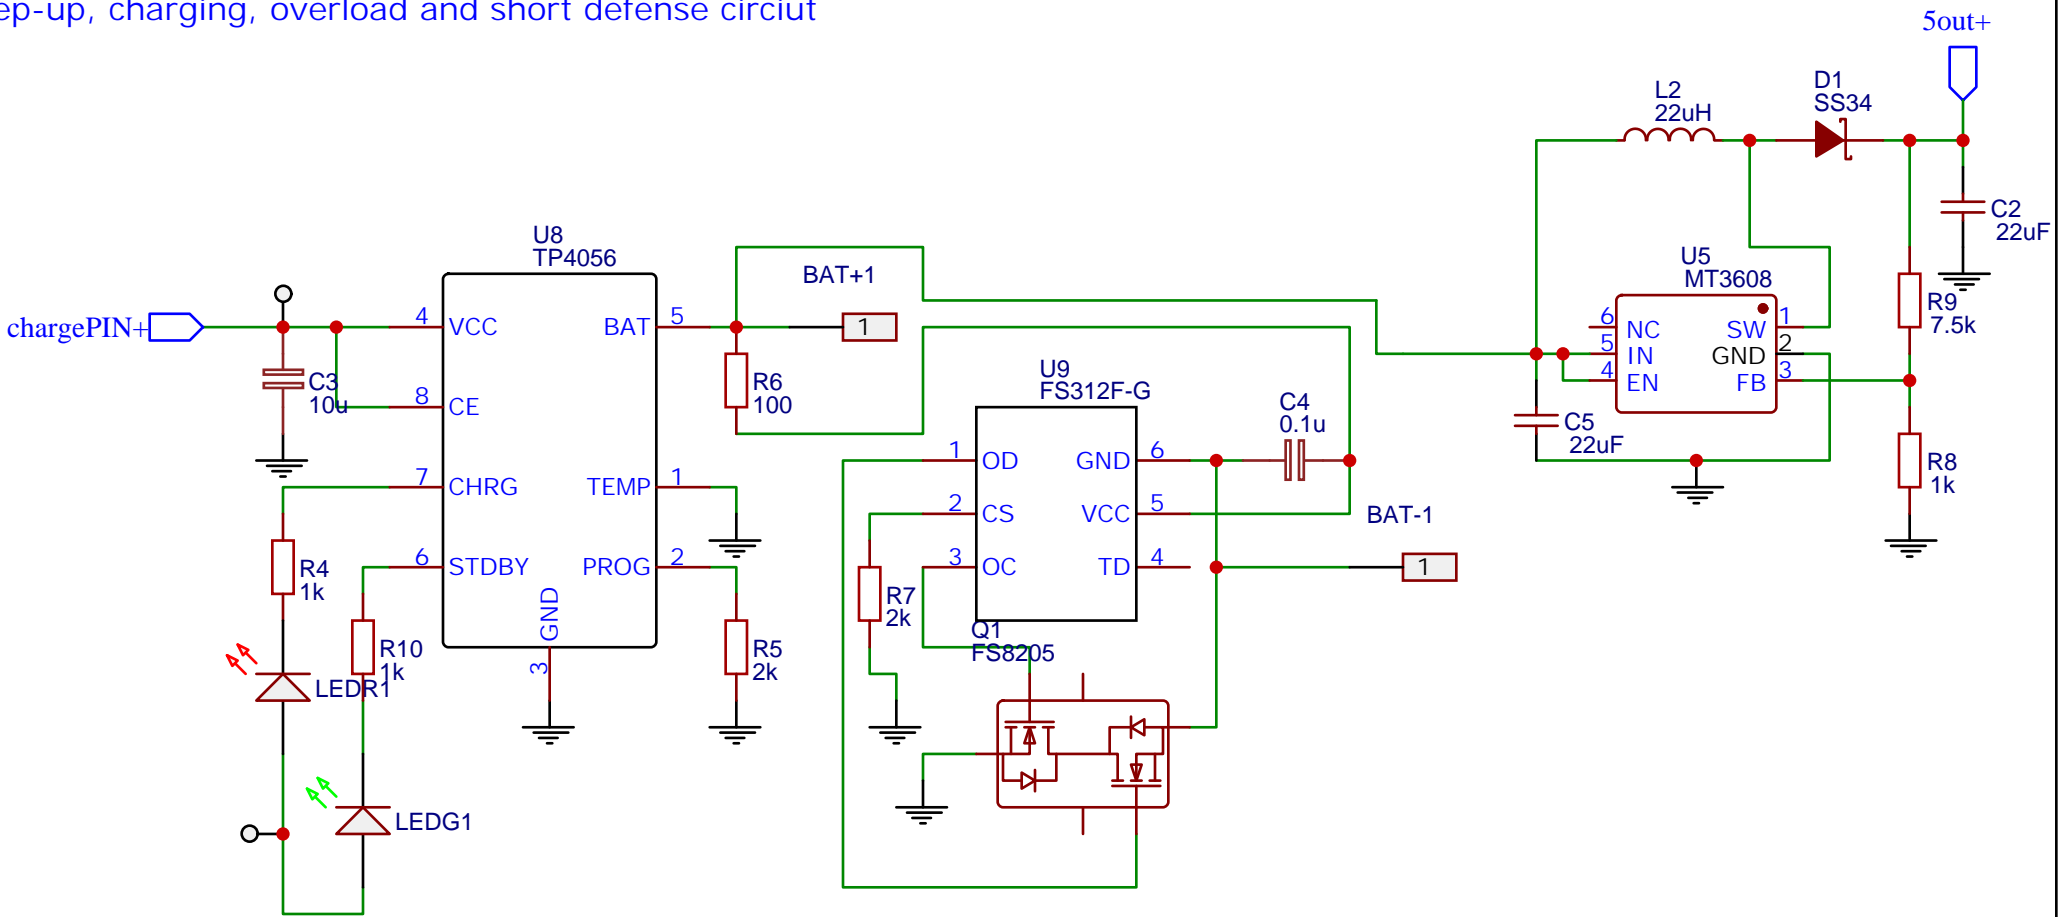 ep-up, charging, overload and short defense circiut
5out+
L2
22uH
D1
SS34
C2
22uF
U5
MT3608
6 NC
5 IN
4 EN
SW 1
GND 2
FB 3
R9
7.5k
R8
1k
C5
22uF
U8
TP4056
chargePIN+
4 VCC
8 CE
7 CHRG
6 STDBY
BAT 5
TEMP 1
PROG 2
GND
3
C3
10u
BAT+1
1
R6
100
R4
1k
R10
1k
LEDR1
LEDG1
R5
2k
U9
FS312F-G
1 OD
2 CS
3 OC
GND 6
VCC 5
TD 4
C4
0.1u
BAT-1
1
R7
2k
Q1
FS8205